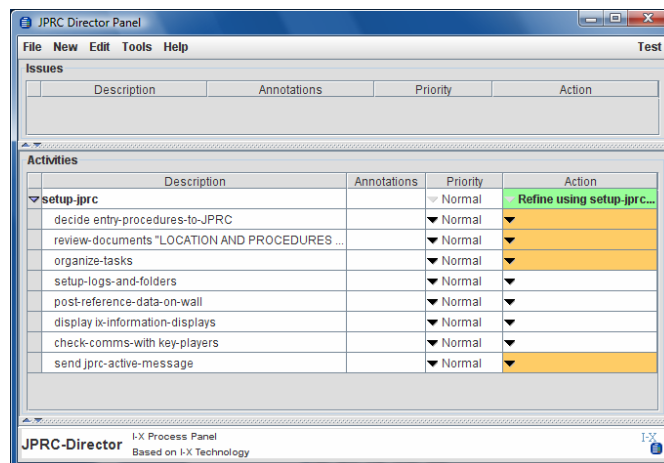 JPRC Director Panel
File New Edit Tools Help Test
Issues
Description Annotations Priority Action
Activities
Description Annotations Priority Action
setup-jprc Normal Refine using setup-jprc...
decide entry-procedures-to-JPRC Normal
review-documents "LOCATION AND PROCEDURES ... Normal
organize-tasks Normal
setup-logs-and-folders Normal
post-reference-data-on-wall Normal
display ix-information-displays Normal
check-comms-with key-players Normal
send jprc-active-message Normal
JPRC-Director I-X Process Panel I-X
Based on I-X Technology